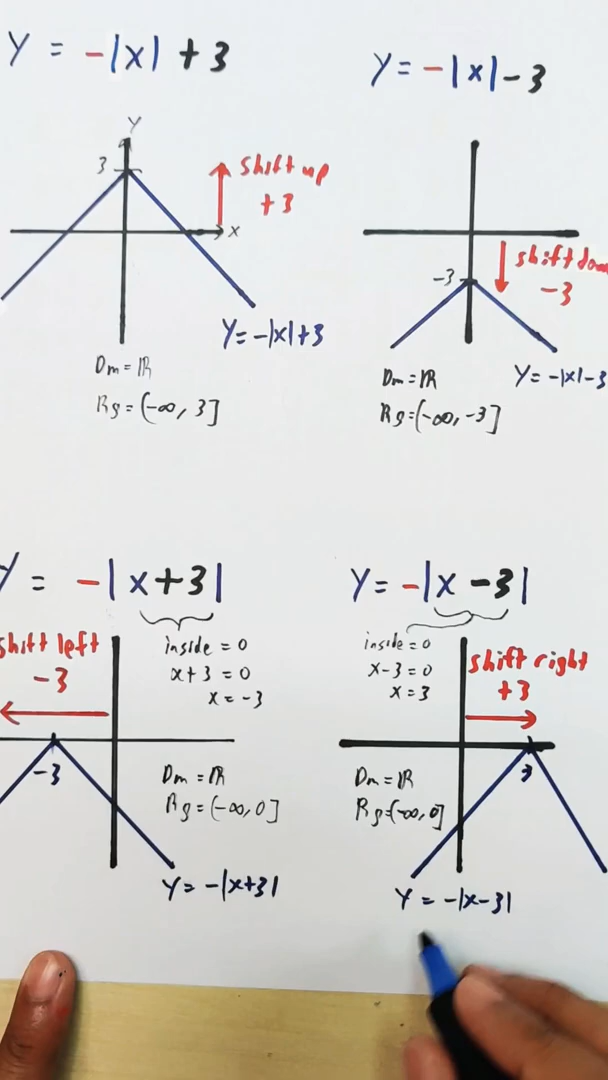 Y = -|x| + 3
Y
3
shift up
+3
x
Y=-|x|+3
Dm = ℝ
Rg = (-∞, 3]
Y = -|x| - 3
-3
shift down
-3
Dm = ℝ
Y=-|x|-3
Rg=(-∞, -3]
Y = -|x+3|
shift left
-3
inside = 0
x+3 = 0
x = -3
-3
Dm = ℝ
Rg = (-∞, 0]
Y = -|x+3|
Y = -|x-3|
inside = 0
x-3 = 0
x = 3
shift right
+3
3
Dm = ℝ
Rg=(-∞, 0]
Y = -|x-3|